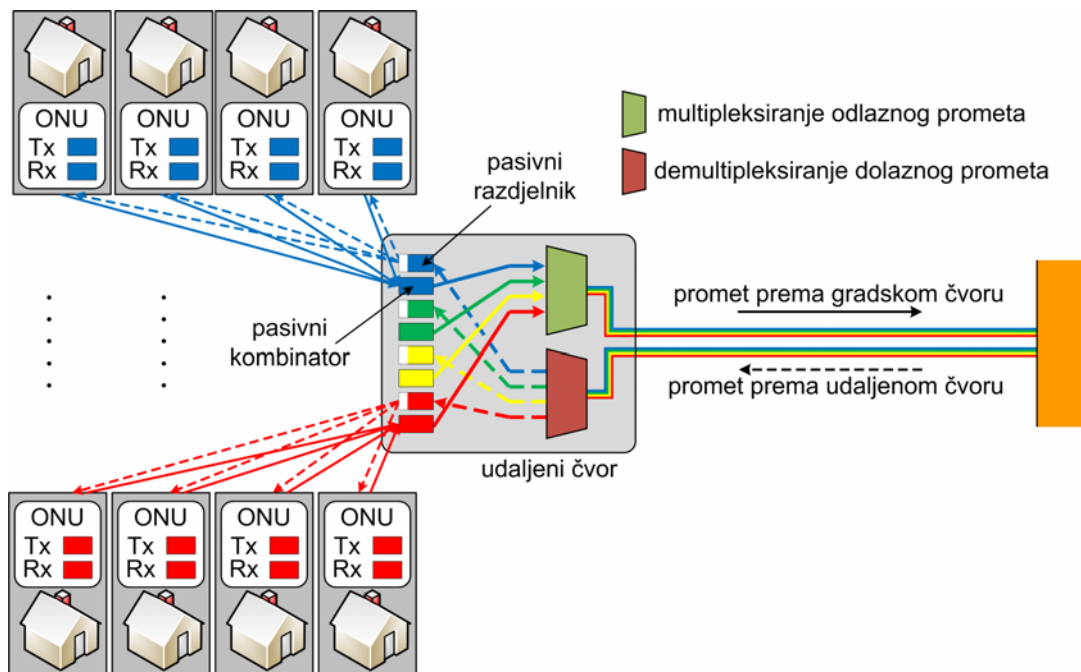 ONU
Tx
Rx
ONU
Tx
Rx
ONU
Tx
Rx
ONU
Tx
Rx
multipleksiranje odlaznog prometa
demultipleksiranje dolaznog prometa
pasivni
razdjelnik
pasivni
kombinator
promet prema gradskom čvoru
promet prema udaljenom čvoru
udaljeni čvor
ONU
Tx
Rx
ONU
Tx
Rx
ONU
Tx
Rx
ONU
Tx
Rx